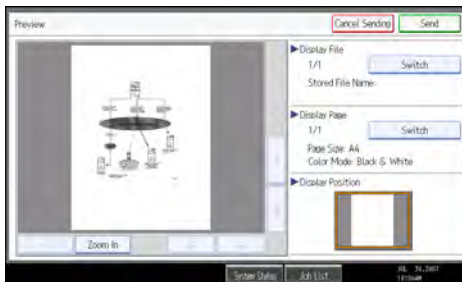 Preview
Cancel Sending
Send
Display File
1/1
Switch
Stored File Name:
Display Page
1/1
Switch
Page Size: A4
Color Mode: Black & White
Display Position
Zoom In
System Status
Job List